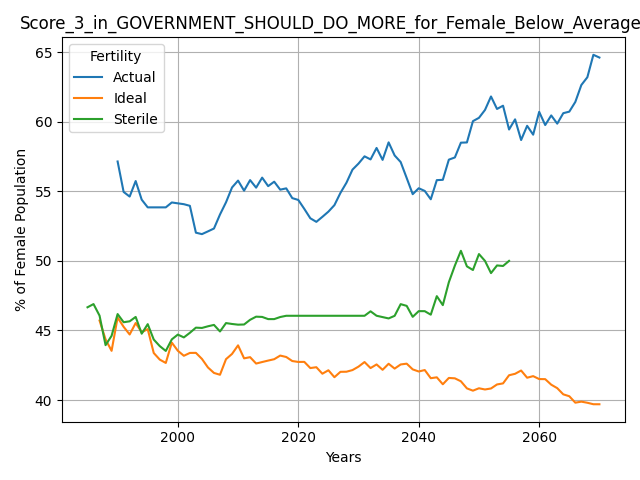 Score_3_in_GOVERNMENT_SHOULD_DO_MORE_for_Female_Below_Average
Fertility
Actual
Ideal
Sterile
65
60
55
50
45
40
% of Female Population
2000 2020 2040 2060
Years